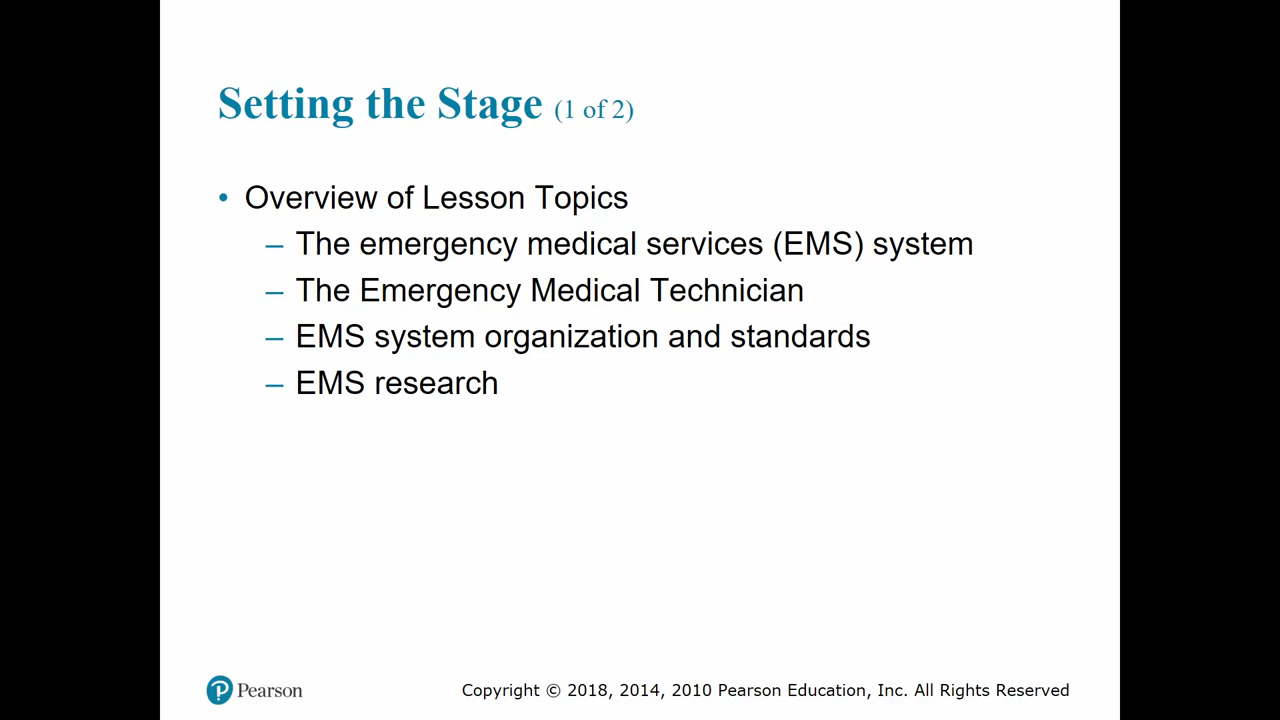 Setting the Stage (1 of 2)
• Overview of Lesson Topics
– The emergency medical services (EMS) system
– The Emergency Medical Technician
– EMS system organization and standards
– EMS research
P Pearson
Copyright © 2018, 2014, 2010 Pearson Education, Inc. All Rights Reserved